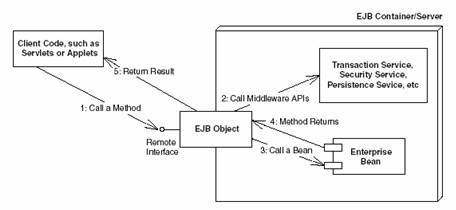 EJB Container/Server
Client Code, such as
Servlets or Applets
5: Return Result
Transaction Service,
Security Service,
Persistence Sevice, etc
2: Call Middleware APIs
1: Call a Method
EJB Object
4: Method Returns
Remote
Interface
3: Call a Bean
Enterprise
Bean